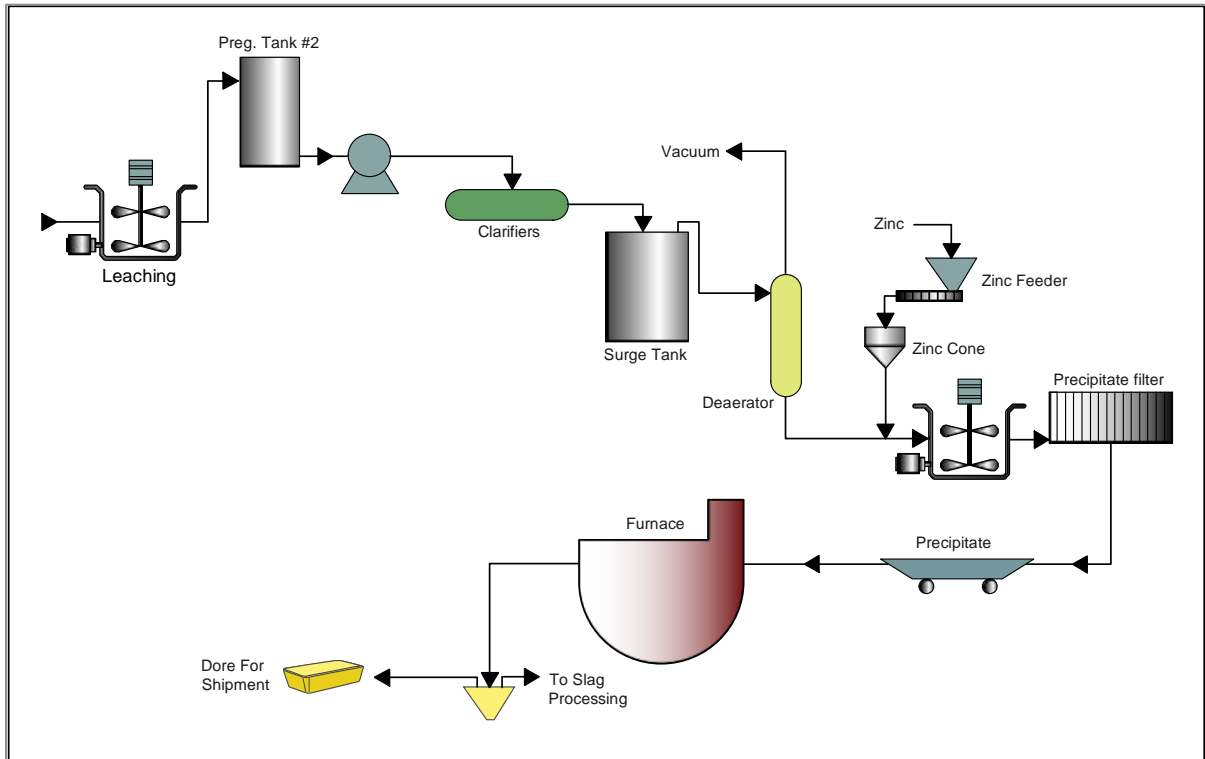 Preg. Tank #2
Leaching
Clarifiers
Vacuum
Surge Tank
Deaerator
Zinc
Zinc Feeder
Zinc Cone
Precipitate filter
Precipitate
Furnace
Dore For
Shipment
To Slag
Processing